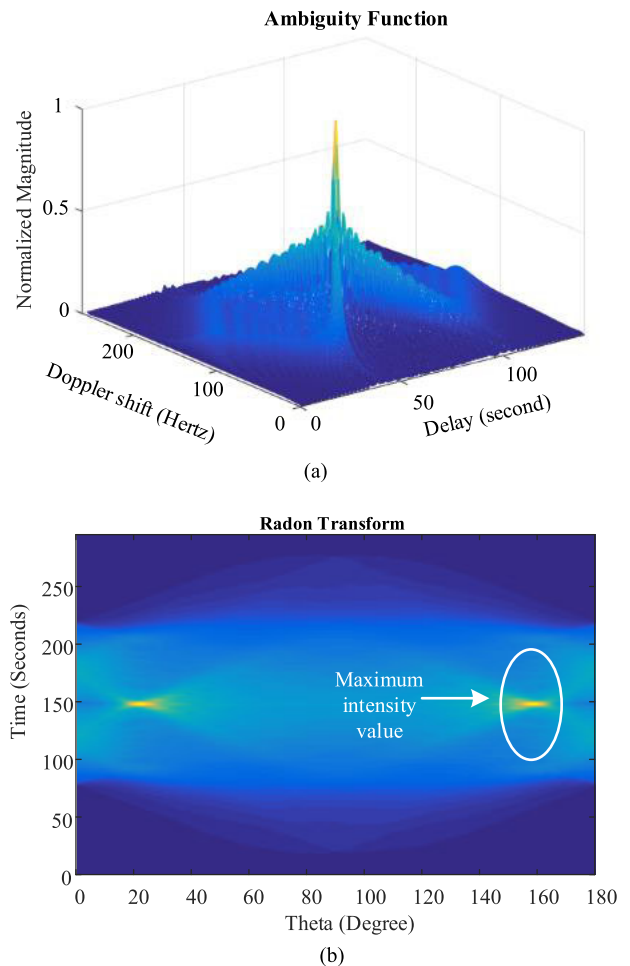 Ambiguity Function
1
0.5
0
Normalized Magnitude
200
100
0
Doppler shift (Hertz)
0
50
100
Delay (second)
(a)
Radon Transform
250
200
150
100
50
0
Time (Seconds)
Maximum
intensity
value
0 20 40 60 80 100 120 140 160 180
Theta (Degree)
(b)